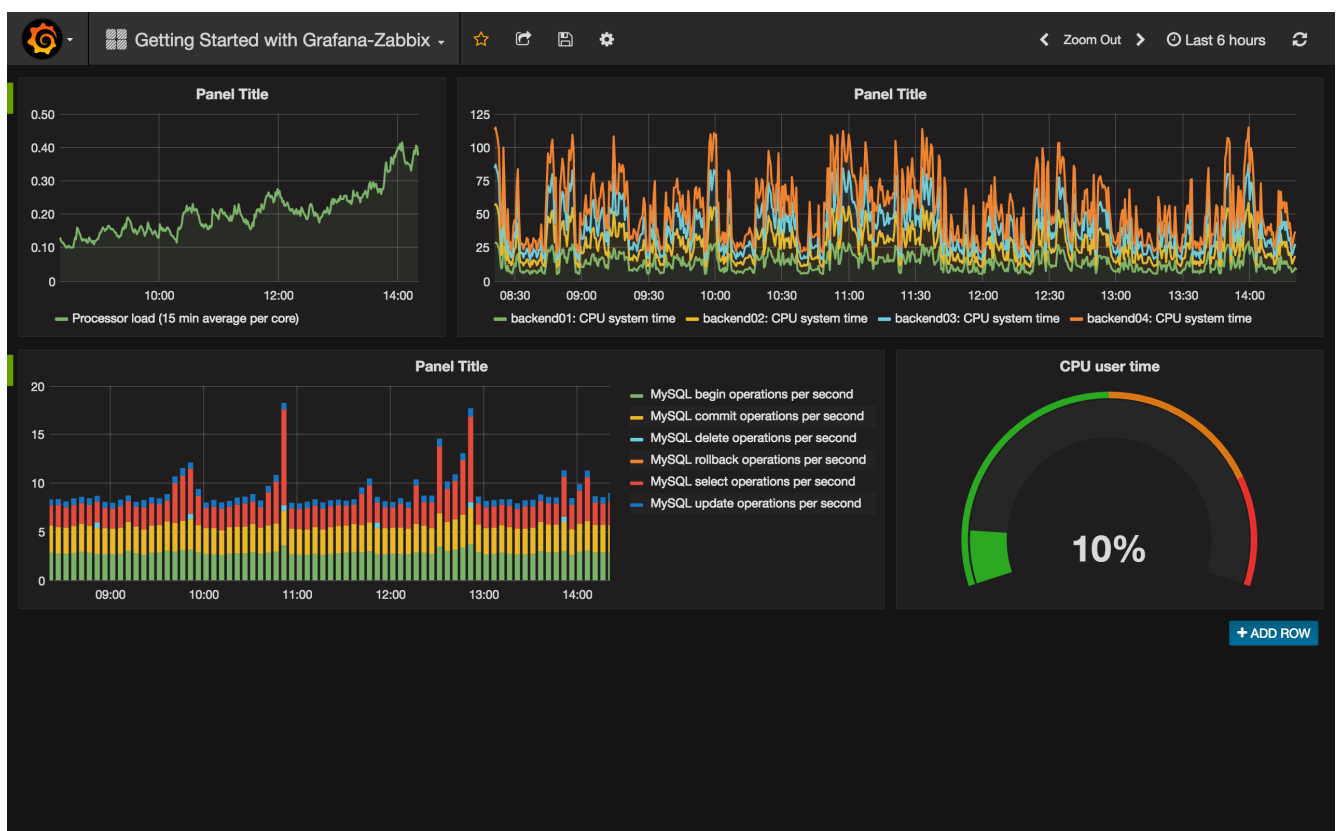 Getting Started with Grafana-Zabbix
Zoom Out
Last 6 hours
Panel Title
0.50
0.40
0.30
0.20
0.10
0
10:00 12:00 14:00
Processor load (15 min average per core)
Panel Title
125
100
75
50
25
0
08:30 09:00 09:30 10:00 10:30 11:00 11:30 12:00 12:30 13:00 13:30 14:00
backend01: CPU system time backend02: CPU system time backend03: CPU system time backend04: CPU system time
Panel Title
20
15
10
5
0
09:00 10:00 11:00 12:00 13:00 14:00
MySQL begin operations per second
MySQL commit operations per second
MySQL delete operations per second
MySQL rollback operations per second
MySQL select operations per second
MySQL update operations per second
CPU user time
10%
+ ADD ROW